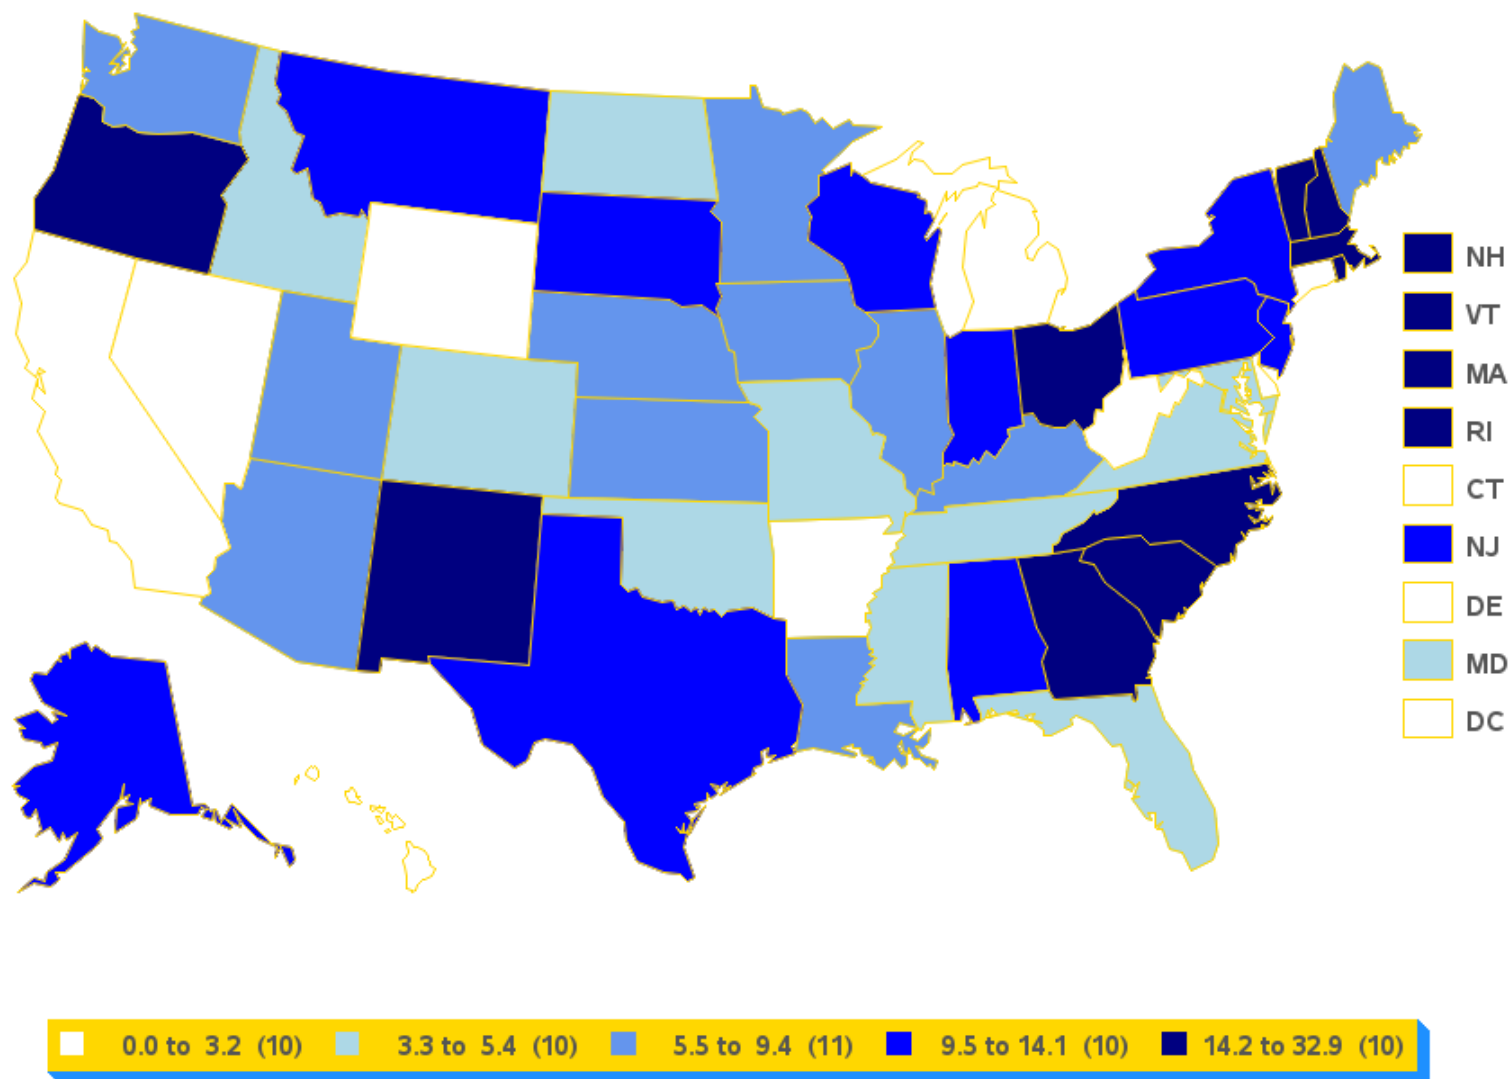 NH
VT
MA
RI
CT
NJ
DE
MD
DC
0.0 to 3.2 (10) 3.3 to 5.4 (10) 5.5 to 9.4 (11) 9.5 to 14.1 (10) 14.2 to 32.9 (10)